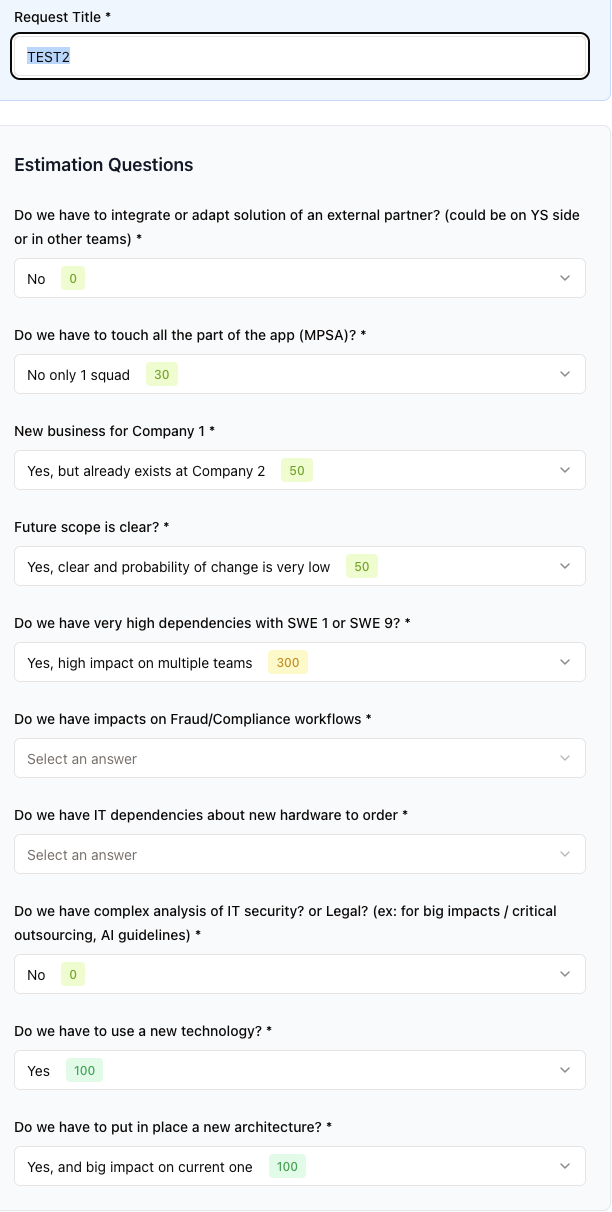 Request Title *
TEST2
Estimation Questions
Do we have to integrate or adapt solution of an external partner? (could be on YS side
or in other teams) *
No 0
Do we have to touch all the part of the app (MPSA)? *
No only 1 squad 30
New business for Company 1 *
Yes, but already exists at Company 2 50
Future scope is clear? *
Yes, clear and probability of change is very low 50
Do we have very high dependencies with SWE 1 or SWE 9? *
Yes, high impact on multiple teams 300
Do we have impacts on Fraud/Compliance workflows *
Select an answer
Do we have IT dependencies about new hardware to order *
Select an answer
Do we have complex analysis of IT security? or Legal? (ex: for big impacts / critical
outsourcing, AI guidelines) *
No 0
Do we have to use a new technology? *
Yes 100
Do we have to put in place a new architecture? *
Yes, and big impact on current one 100